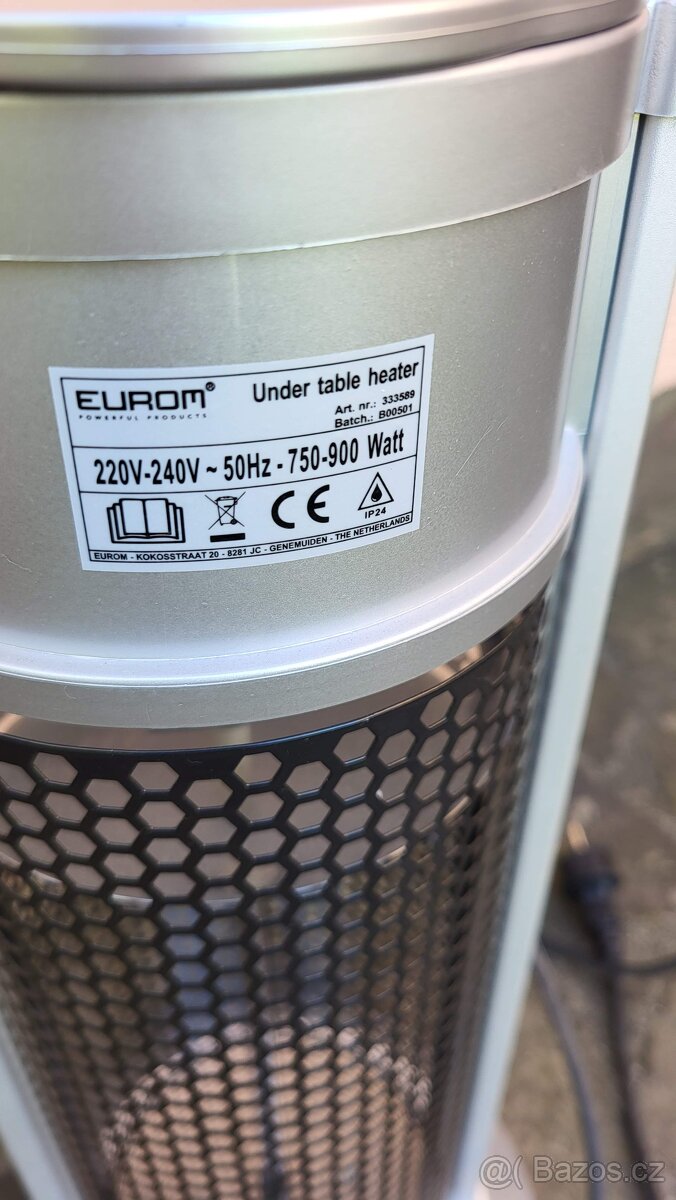 EUROM®
POWERFUL PRODUCTS
Under table heater
Art. nr.: 333589
Batch.: B00501
220V-240V ~ 50Hz - 750-900 Watt
CE
IP24
EUROM - KOKOSSTRAAT 20 - 8281 JC - GENEMUIDEN - THE NETHERLANDS
Bazos.cz